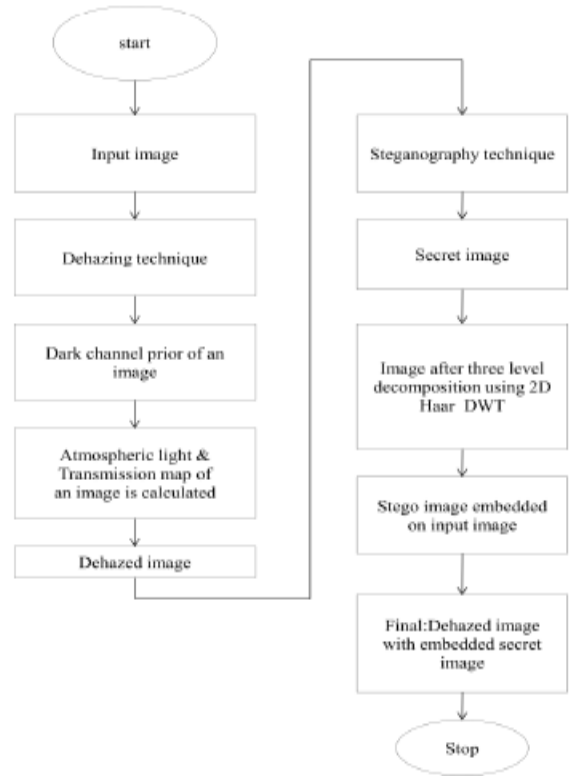 start
Input image
Dehazing technique
Dark channel prior of an
image
Atmospheric light &
Transmission map of
an image is calculated
Dehazed image
Steganography technique
Secret image
Image after three level
decomposition using 2D
Haar DWT
Stego image embedded
on input image
Final:Dehazed image
with embedded secret
image
Stop